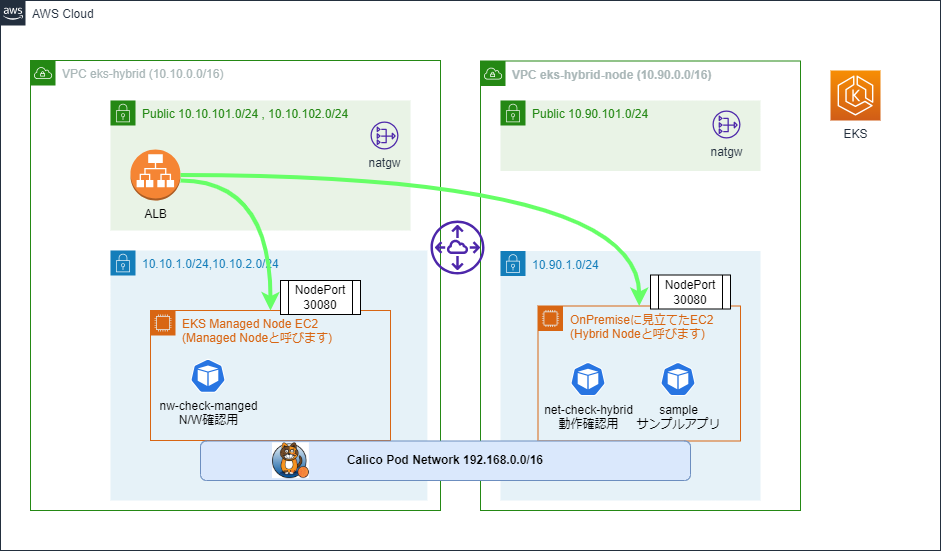 aws
AWS Cloud
VPC eks-hybrid (10.10.0.0/16)
Public 10.10.101.0/24 , 10.10.102.0/24
natgw
ALB
10.10.1.0/24,10.10.2.0/24
NodePort
30080
EKS Managed Node EC2
(Managed Nodeと呼びます)
nw-check-manged
N/W確認用
VPC eks-hybrid-node (10.90.0.0/16)
Public 10.90.101.0/24
natgw
10.90.1.0/24
NodePort
30080
OnPremiseに見立てたEC2
(Hybrid Nodeと呼びます)
net-check-hybrid
動作確認用
sample
サンプルアプリ
Calico Pod Network 192.168.0.0/16
EKS